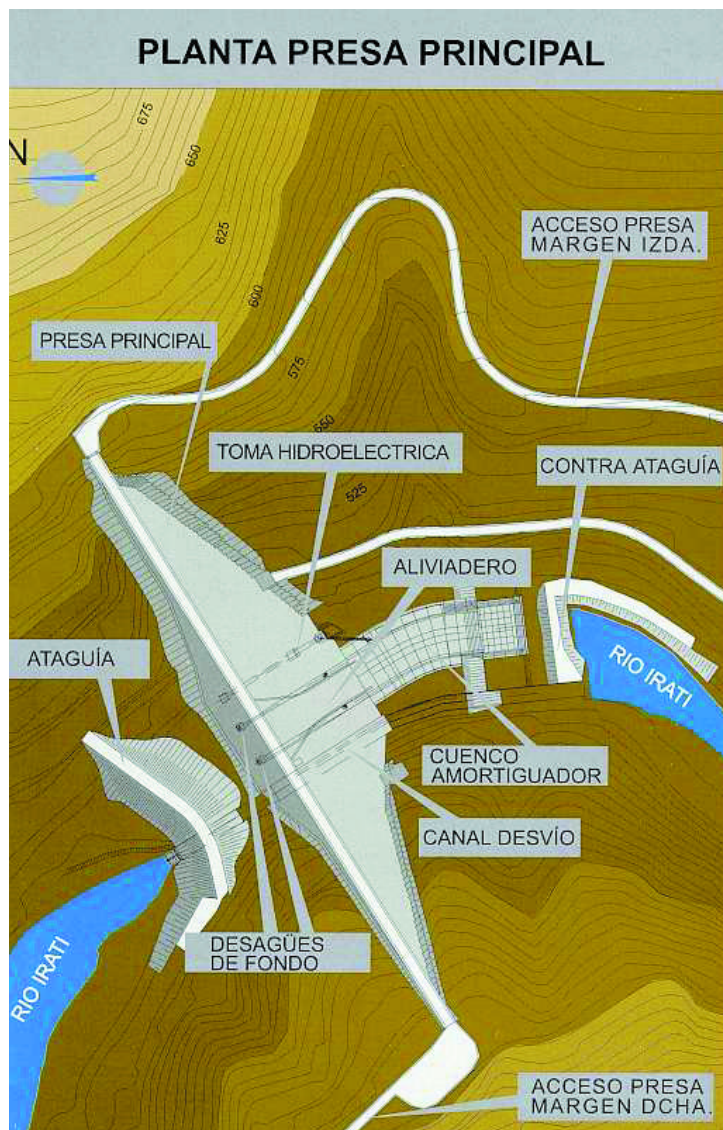 PLANTA PRESA PRINCIPAL
675
N
650
ACCESO PRESA
MARGEN IZDA.
625
600
PRESA PRINCIPAL
575
550
TOMA HIDROELECTRICA
CONTRA ATAGUÍA
525
ALIVIADERO
ATAGUÍA
RIO IRATI
CUENCO
AMORTIGUADOR
CANAL DESVÍO
DESAGÜES
DE FONDO
RIO IRATI
ACCESO PRESA
MARGEN DCHA.